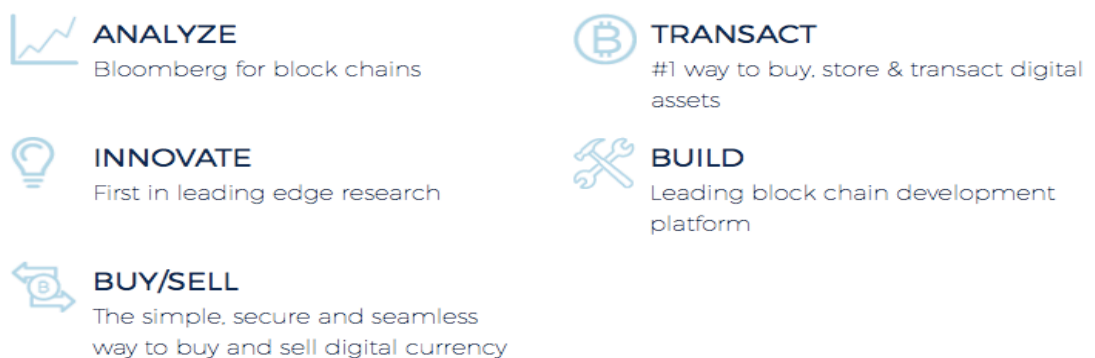 ANALYZE
Bloomberg for block chains
TRANSACT
#1 way to buy, store & transact digital
assets
INNOVATE
First in leading edge research
BUILD
Leading block chain development
platform
BUY/SELL
The simple, secure and seamless
way to buy and sell digital currency